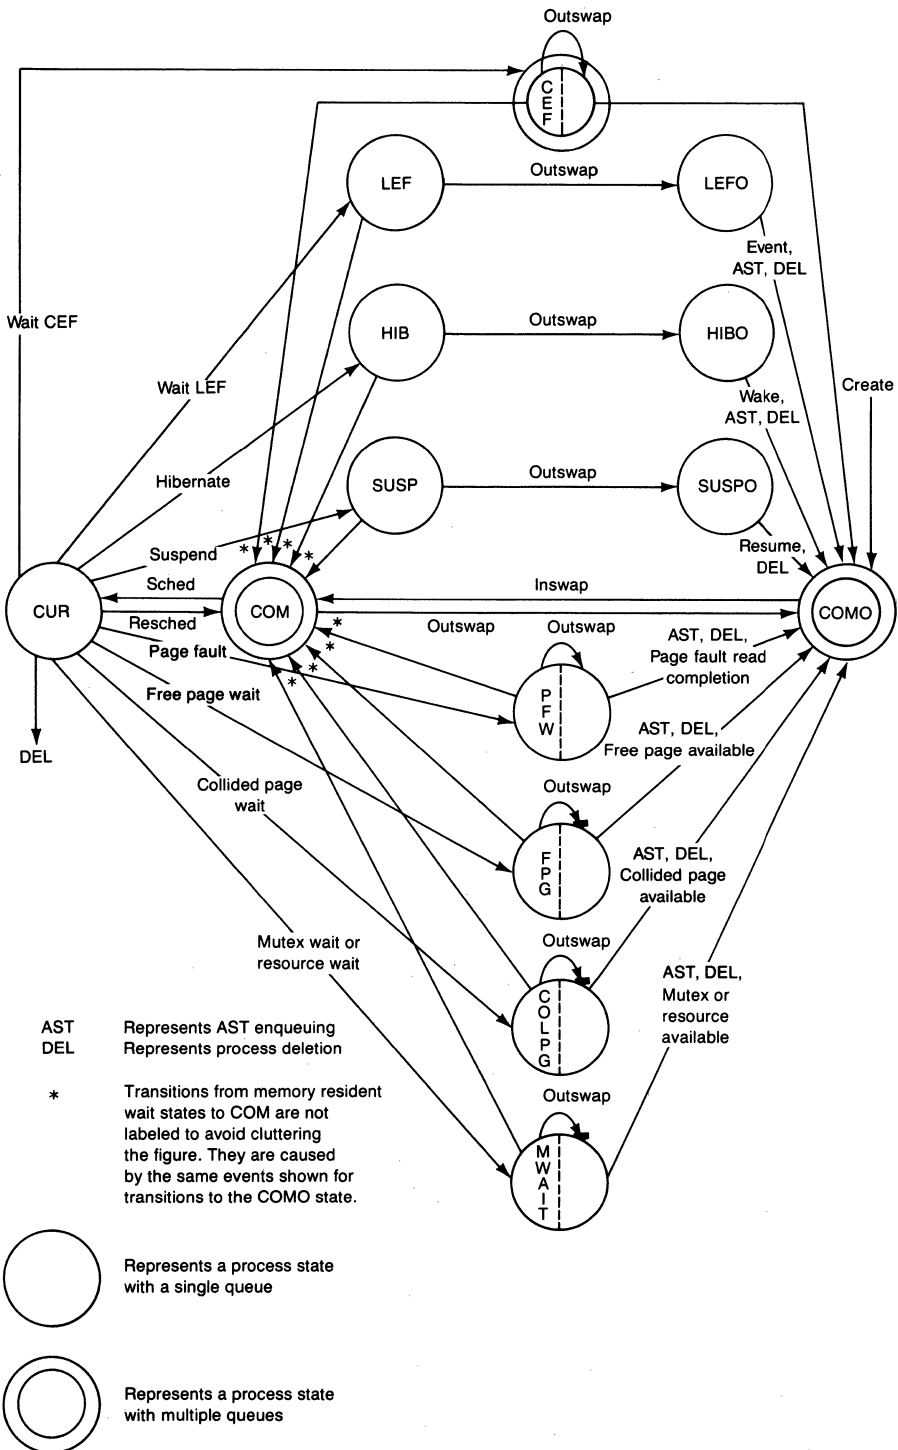 Outswap
CEF
LEF
Outswap
LEFO
Event,
AST, DEL
Wait CEF
HIB
Outswap
HIBO
Wait LEF
Wake,
AST, DEL
Create
Hibernate
SUSP
Outswap
SUSPO
Suspend
Resume,
DEL
*
*
*
*
Sched
CUR
COM
Inswap
COMO
Resched
Outswap
Outswap
*
*
*
*
Page fault
AST, DEL,
Page fault read
completion
PFW
Free page wait
DEL
AST, DEL,
Free page available
Collided page
wait
Outswap
FPG
AST, DEL,
Collided page
available
Outswap
COLPG
Mutex wait or
resource wait
AST, DEL,
Mutex or
resource
available
Outswap
MWAIT
AST Represents AST enqueuing
DEL Represents process deletion
* Transitions from memory resident
wait states to COM are not
labeled to avoid cluttering
the figure. They are caused
by the same events shown for
transitions to the COMO state.
Represents a process state
with a single queue
Represents a process state
with multiple queues